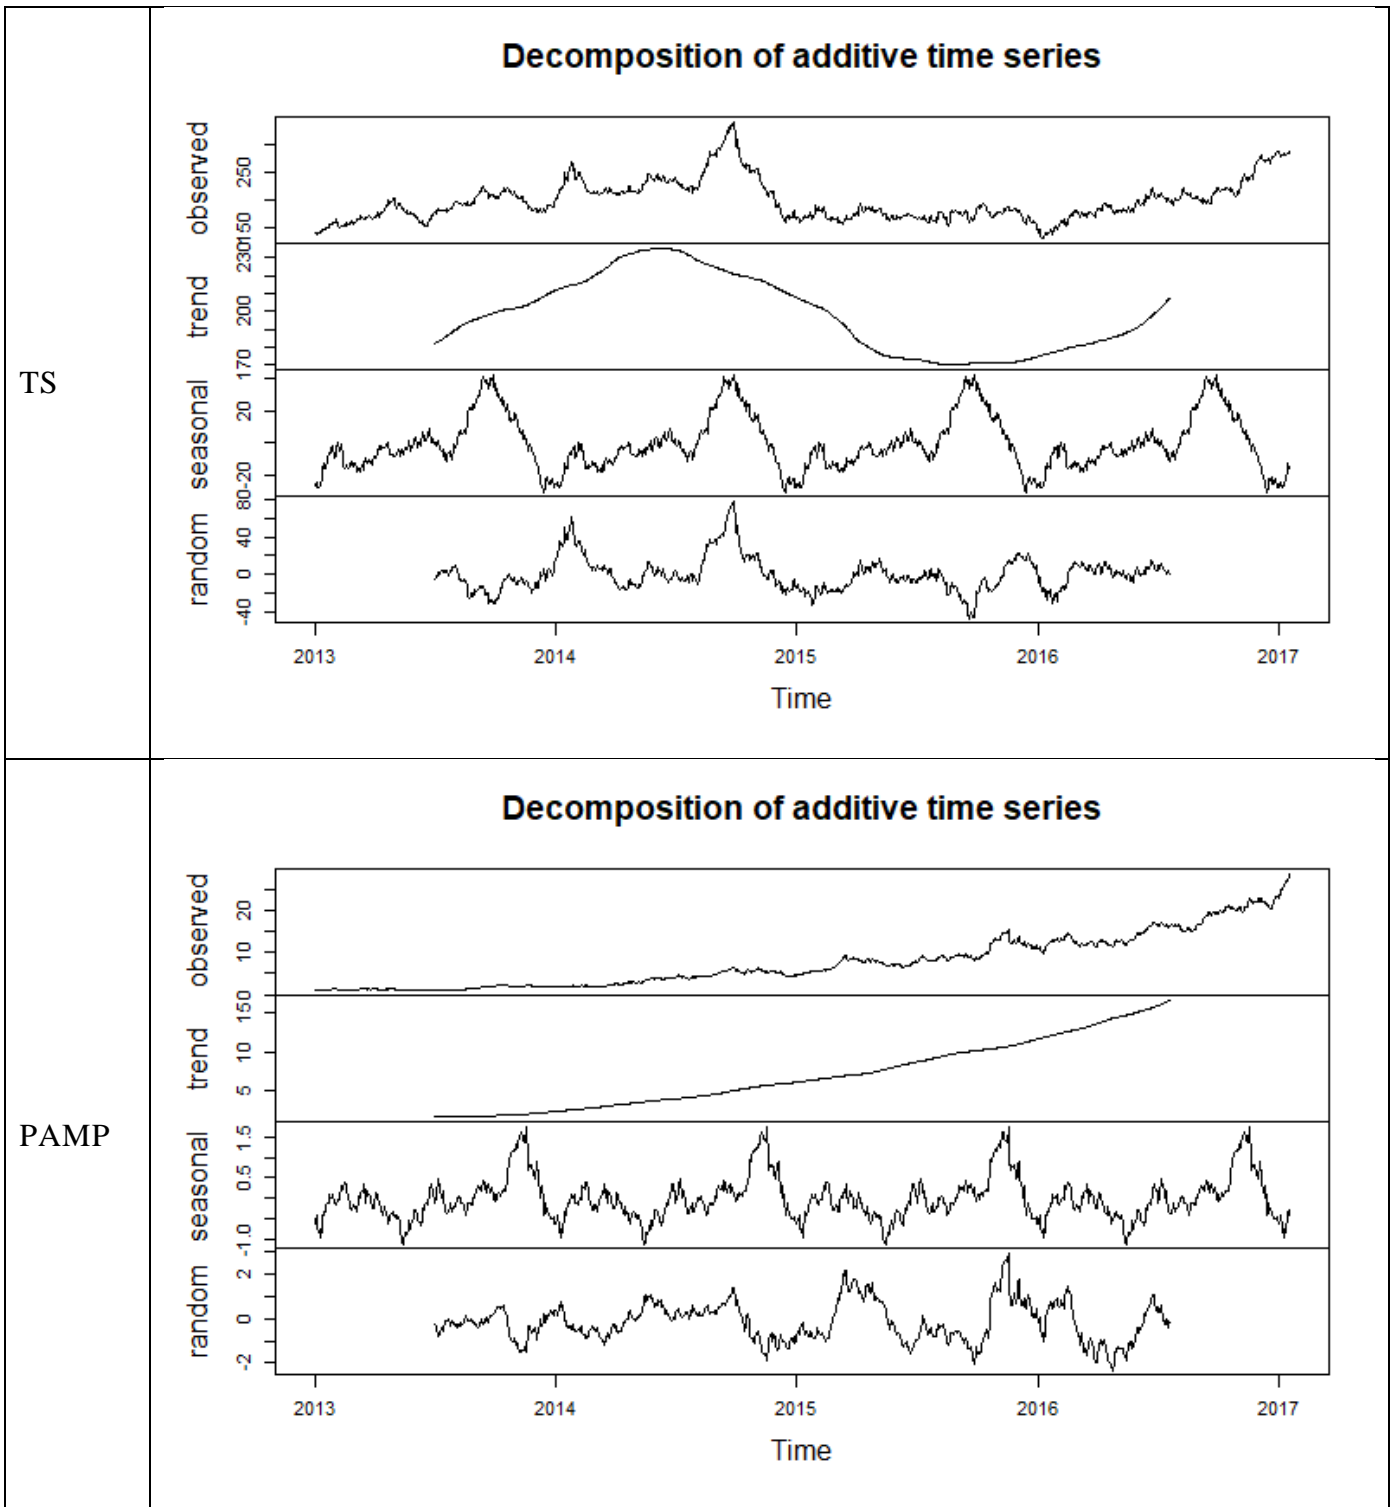 TS
Decomposition of additive time series
observed
250
150
trend
230
200
170
seasonal
20
-20
random
80
40
0
-40
2013 2014 2015 2016 2017
Time
PAMP
Decomposition of additive time series
observed
20
10
0
trend
15
10
5
seasonal
1.5
0.5
-1.0
random
2
0
-2
2013 2014 2015 2016 2017
Time